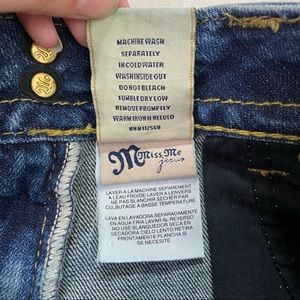 MACHINE WASH
SEPARATELY
IN COLD WATER
WASH INSIDE OUT
DO NOT BLEACH
TUMBLE DRY LOW
REMOVE PROMPTLY
WARM IRON IF NEEDED
M Miss Me
jeans
LAVER A LA MACHINE SEPAREMENT
A L'EAU FROIDE LAVER A L'ENVERS
NE PAS BLANCHIR SECHER PAR
CULBUTAGE A BASSE TEMPERATURE
LAVA EN LAVADORA SEPARADAMENTE
EN AGUA FRIA LAVAR AL REVERSO
NO USE BLANQUEDOR SECA EN
CICLO LENTO RETIRA
PRONTAMENTE PLANCHA SI
SE NECESITE